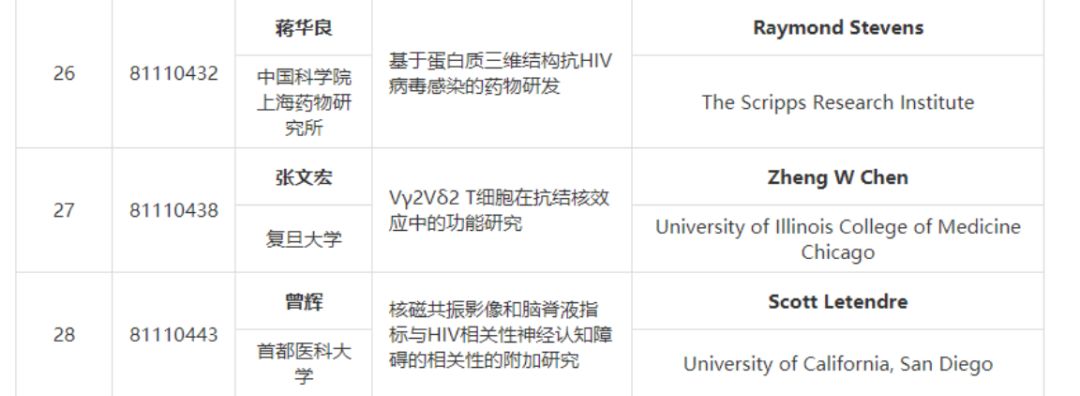 26
81110432
蒋华良
中国科学院
上海药物研
究所
基于蛋白质三维结构抗HIV
病毒感染的药物研发
Raymond Stevens
The Scripps Research Institute
27
81110438
张文宏
复旦大学
Vγ2Vδ2 T细胞在抗结核效
应中的功能研究
Zheng W Chen
University of Illinois College of Medicine
Chicago
28
81110443
曾辉
首都医科大
学
核磁共振影像和脑脊液指
标与HIV相关性神经认知障
碍的相关性的附加研究
Scott Letendre
University of California, San Diego